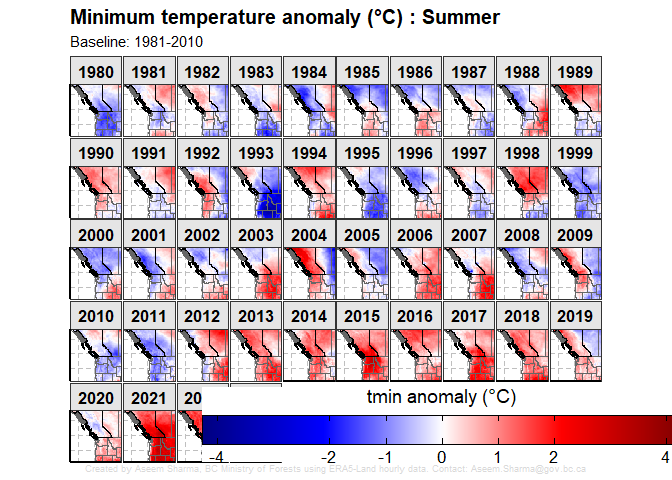 Minimum temperature anomaly (°C) : Summer
Baseline: 1981-2010
1980 1981 1982 1983 1984 1985 1986 1987 1988 1989
1990 1991 1992 1993 1994 1995 1996 1997 1998 1999
2000 2001 2002 2003 2004 2005 2006 2007 2008 2009
2010 2011 2012 2013 2014 2015 2016 2017 2018 2019
2020 2021 20
tmin anomaly (°C)
-4 -2 -1 0 1 2 4
Created by Aseem Sharma, BC Ministry of Forests using ERA5-Land hourly data. Contact: Aseem.Sharma@gov.bc.ca